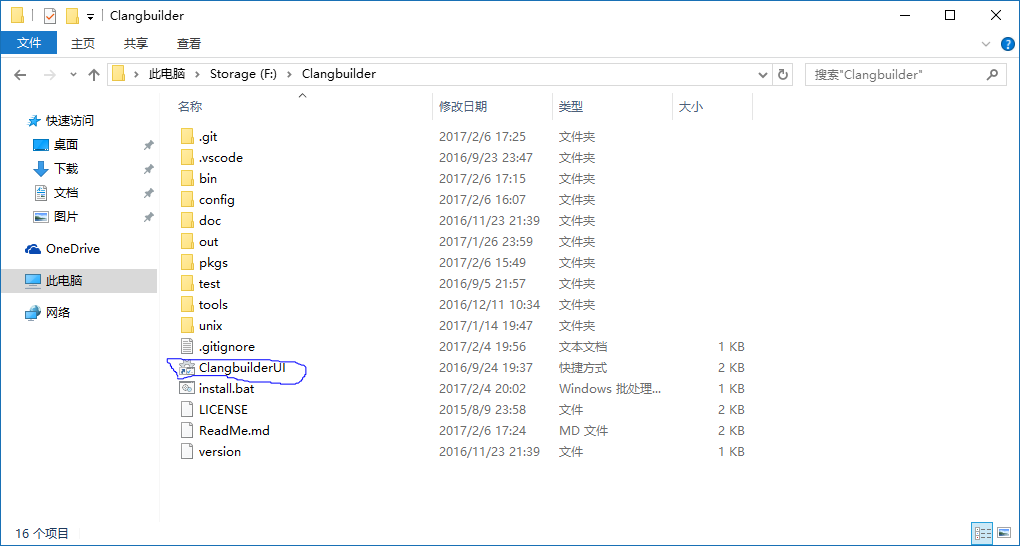 Clangbuilder
文件 主页 共享 查看
此电脑 Storage (F:) Clangbuilder 搜索"Clangbuilder"
快速访问
桌面
下载
文档
图片
OneDrive
此电脑
网络
名称 修改日期 类型 大小
.git 2017/2/6 17:25 文件夹
.vscode 2016/9/23 23:47 文件夹
bin 2017/2/6 17:15 文件夹
config 2017/2/6 16:07 文件夹
doc 2016/11/23 21:39 文件夹
out 2017/1/26 23:59 文件夹
pkgs 2017/2/6 15:49 文件夹
test 2016/9/5 21:57 文件夹
tools 2016/12/11 10:34 文件夹
unix 2017/1/14 19:47 文件夹
.gitignore 2017/2/4 19:56 文本文档 1 KB
ClangbuilderUI 2016/9/24 19:37 快捷方式 2 KB
install.bat 2017/2/4 20:02 Windows 批处理... 1 KB
LICENSE 2015/8/9 23:58 文件 2 KB
ReadMe.md 2017/2/6 17:24 MD 文件 2 KB
version 2016/11/23 21:39 文件 1 KB
16 个项目